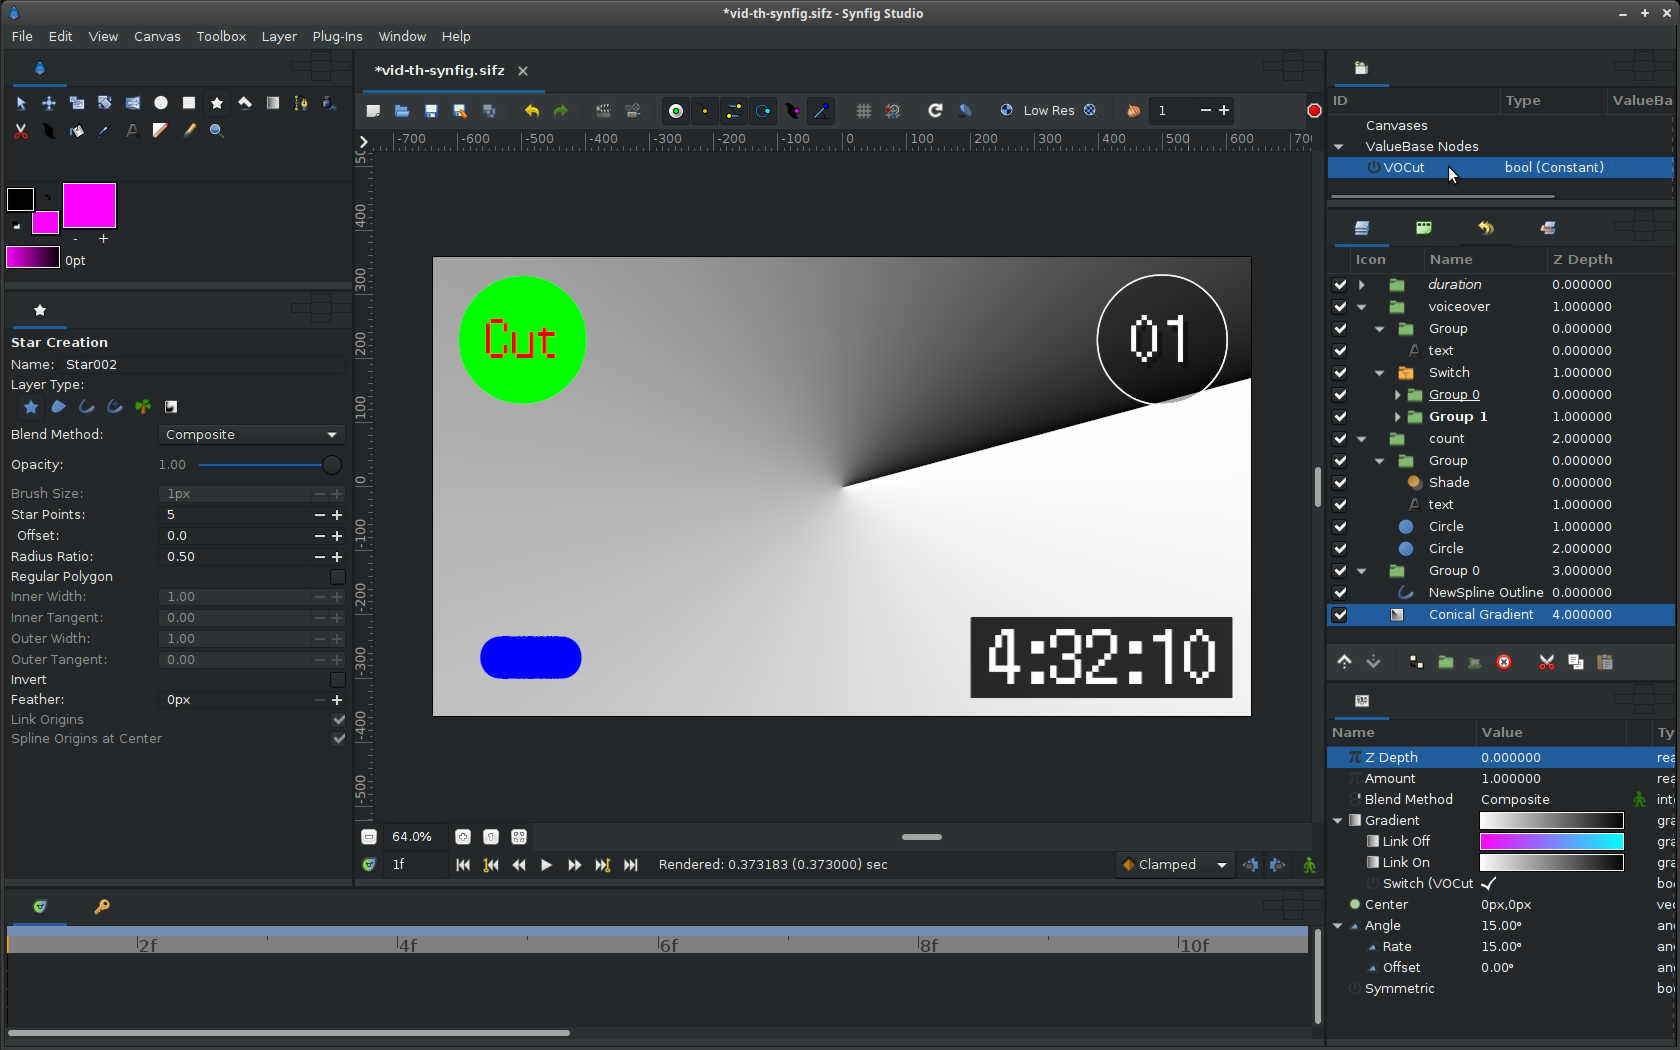 *vid-th-synfig.sifz - Synfig Studio
File Edit View Canvas Toolbox Layer Plug-Ins Window Help
*vid-th-synfig.sifz
Low Res 1
-700 -600 -500 -400 -300 -200 -100 0 100 200 300 400 500 600 700
400
300
200
100
0
-100
-200
-300
-400
-500
0pt
Star Creation
Name: Star002
Layer Type:
Blend Method: Composite
Opacity: 1.00
Brush Size: 1px
Star Points: 5
Offset: 0.0
Radius Ratio: 0.50
Regular Polygon
Inner Width: 1.00
Inner Tangent: 0.00
Outer Width: 1.00
Outer Tangent: 0.00
Invert
Feather: 0px
Link Origins
Spline Origins at Center
Cut
01
4:32:10
64.0%
1f
Rendered: 0.373183 (0.373000) sec
Clamped
2f 4f 6f 8f 10f
ID Type ValueBa
Canvases
ValueBase Nodes
VOCut bool (Constant)
Icon Name Z Depth
duration 0.000000
voiceover 1.000000
Group 0.000000
text 0.000000
Switch 1.000000
Group 0 0.000000
Group 1 1.000000
count 2.000000
Group 0.000000
Shade 0.000000
text 1.000000
Circle 1.000000
Circle 2.000000
Group 0 3.000000
NewSpline Outline 0.000000
Conical Gradient 4.000000
Name Value Ty
Z Depth 0.000000 rea
Amount 1.000000 rea
Blend Method Composite int
Gradient gra
Link Off gra
Link On gra
Switch (VOCut boo
Center 0px,0px vec
Angle 15.00° an
Rate 15.00° an
Offset 0.00° an
Symmetric boo